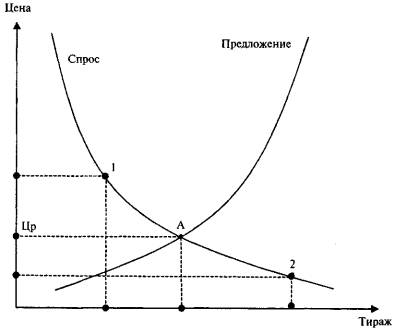 Цена
Предложение
Спрос
1
А
Цр
2
Тираж